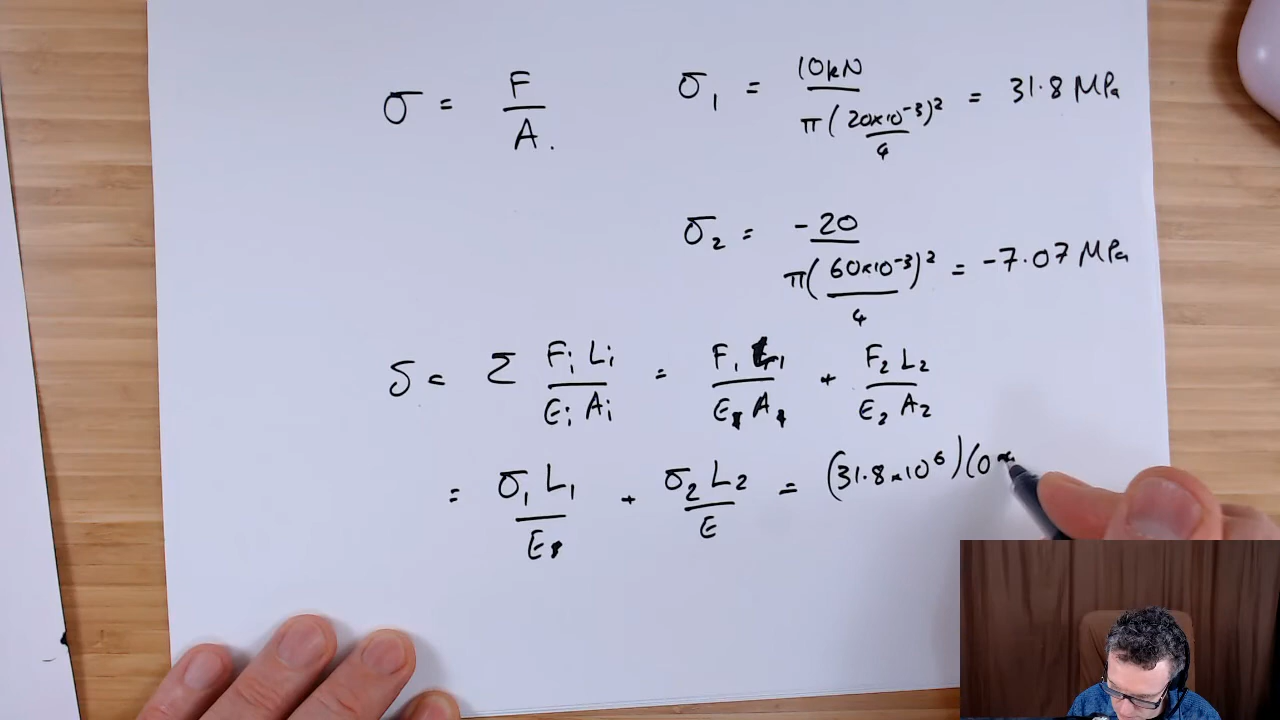 σ = F/A. σ₁ = 10kN / π(20×10⁻³)²/4 = 31.8 MPa
σ₂ = -20 / π(60×10⁻³)²/4 = -7.07 MPa
δ = Σ FᵢLᵢ / EᵢAᵢ = F₁L₁ / E₁A₁ + F₂L₂ / E₂A₂
= σ₁L₁ / E + σ₂L₂ / E = (31.8×10⁶)(0